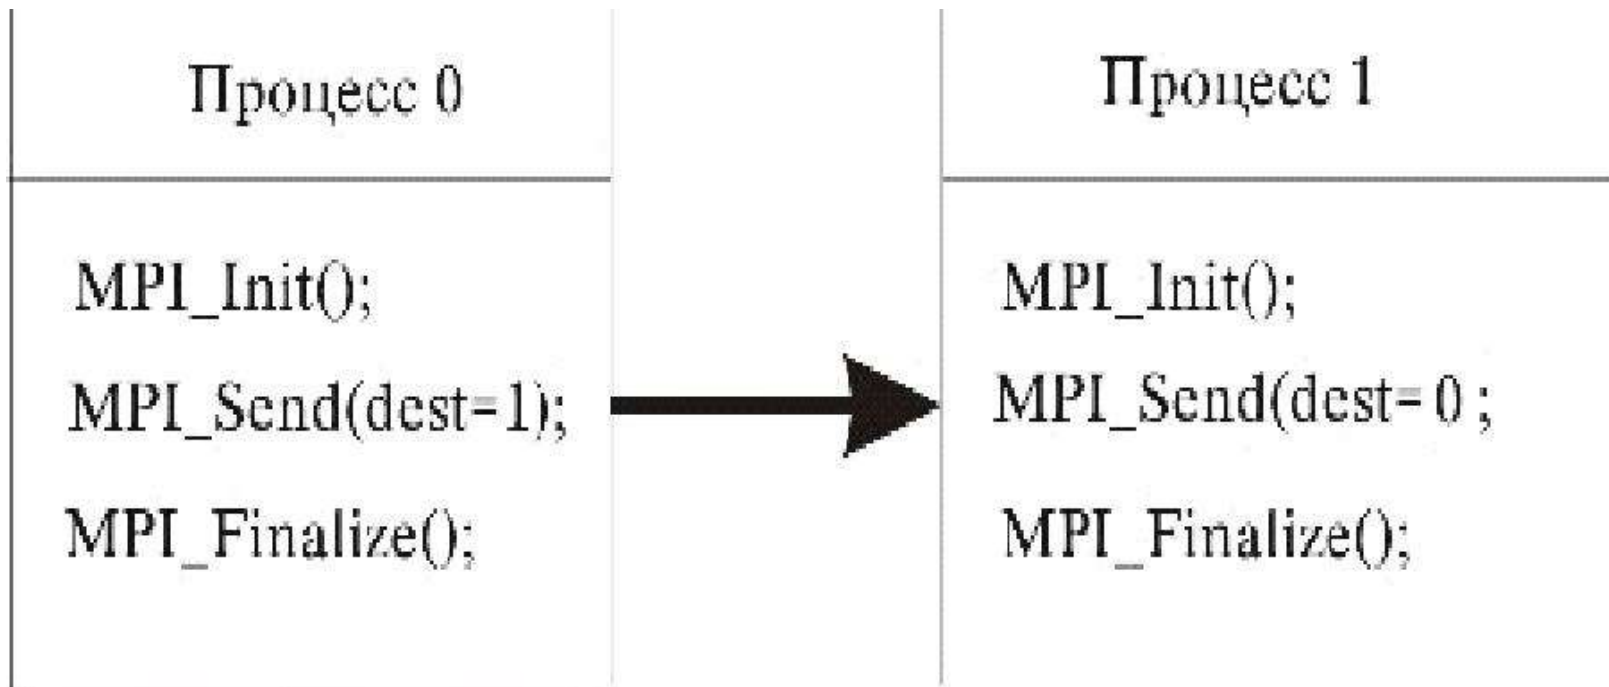 Процесс 0
MPI_Init();
MPI_Send(dest=1);
MPI_Finalize();
Процесс 1
MPI_Init();
MPI_Send(dest= 0 ;
MPI_Finalize();